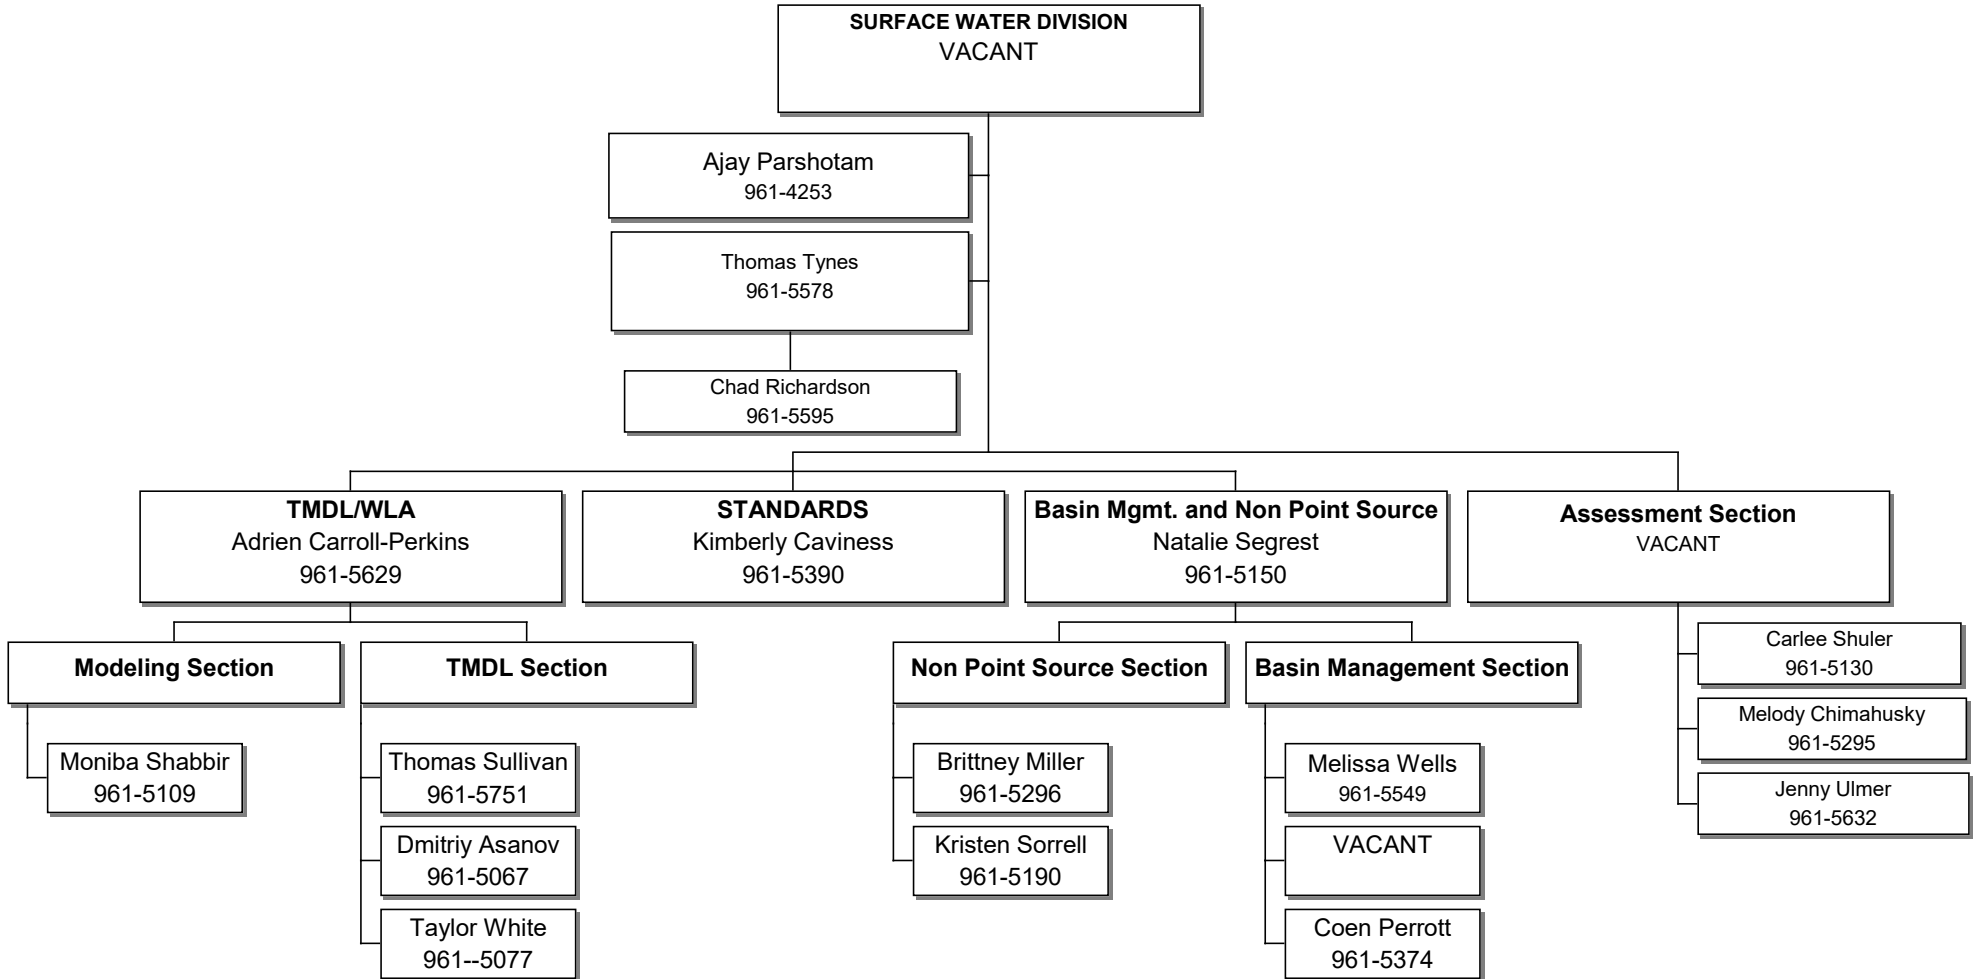 SURFACE WATER DIVISION
VACANT
Ajay Parshotam
961-4253
Thomas Tynes
961-5578
Chad Richardson
961-5595
TMDL/WLA
Adrien Carroll-Perkins
961-5629
STANDARDS
Kimberly Caviness
961-5390
Basin Mgmt. and Non Point Source
Natalie Segrest
961-5150
Assessment Section
VACANT
Modeling Section
Moniba Shabbir
961-5109
TMDL Section
Thomas Sullivan
961-5751
Dmitriy Asanov
961-5067
Taylor White
961--5077
Non Point Source Section
Brittney Miller
961-5296
Kristen Sorrell
961-5190
Basin Management Section
Melissa Wells
961-5549
VACANT
Coen Perrott
961-5374
Carlee Shuler
961-5130
Melody Chimahusky
961-5295
Jenny Ulmer
961-5632